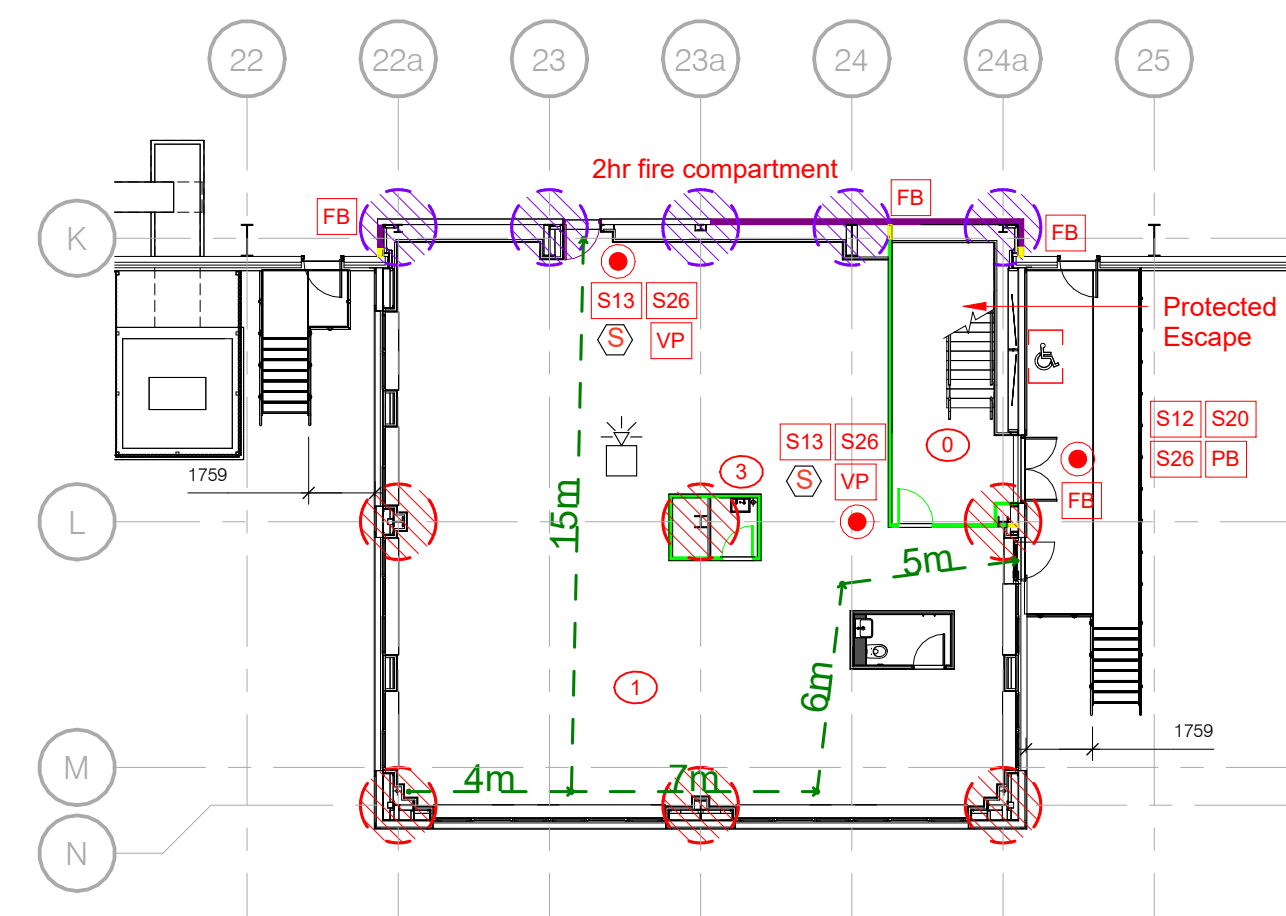 22 22a 23 23a 24 24a 25
2hr fire compartment
FB
FB
FB
K
S13 S26
S
VP
Protected
Escape
S13 S26
S
VP
0
S12 S20
S26 PB
FB
3
1759
15m
L
5m
6m
1
1759
M
4m 7m
N